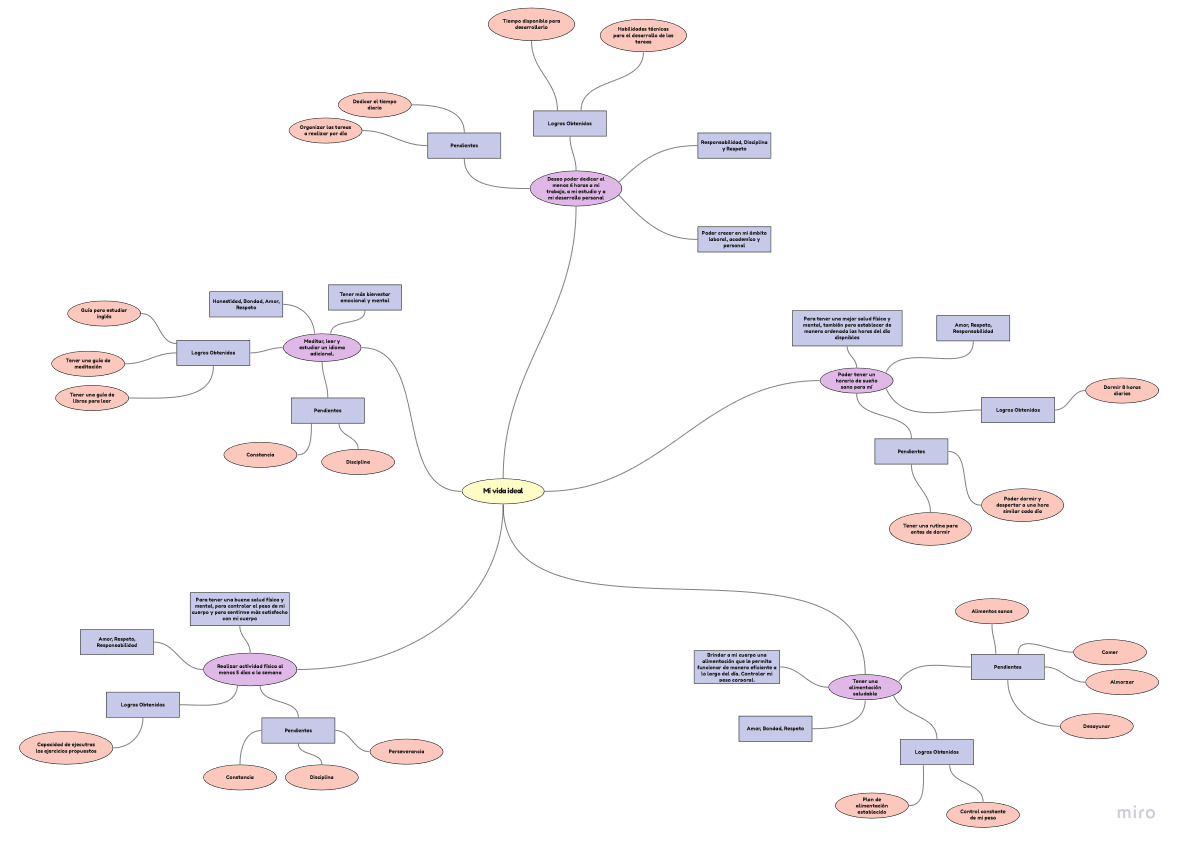 Tiempo disponible para
desarrollarlo
Habilidades técnicas
para el desarrollo de las
tareas
Dedicar el tiempo
diario
Organizar las tareas
a realizar por día
Pendientes
Logros Obtenidos
Responsabilidad, Disciplina
y Respeto
Deseo poder dedicar al
menos 6 horas a mi
trabajo, a mi estudio y a
mi desarrollo personal
Poder crecer en mi ámbito
laboral, academico y
personal
Honestidad, Bondad, Amor,
Respeto
Tener más bienestar
emocional y mental
Guía para estudiar
inglés
Logros Obtenidos
Meditar, leer y
estudiar un idioma
adicional.
Tener una guía de
meditación
Tener una guía de
libros para leer
Pendientes
Constancia
Disciplina
Para tener una mejor salud física y
mental, también para establecer de
manera ordenada las horas del día
dispnibles
Amor, Respeto,
Responsabilidad
Poder tener un
horario de sueño
sano para mí
Logros Obtenidos
Dormir 8 horas
diarias
Pendientes
Poder dormir y
despertar a una hora
similar cada día
Tener una rutina para
antes de dormir
Mi vida ideal
Para tener una buena salud física y
mental, para controlar el peso de mi
cuerpo y para sentirme más satisfecho
con mi cuerpo
Amor, Respeto,
Responsabilidad
Realizar actividad física al
menos 5 días a la semana
Logros Obtenidos
Capacidad de ejecutras
los ejercicios propuestos
Pendientes
Perseverancia
Constancia
Disciplina
Alimentos sanos
Brindar a mi cuerpo una
alimentación que le permita
funcionar de manera eficiente a
lo largo del día. Controlar mi
peso corporal.
Tener una
alimentación
saludable
Pendientes
Comer
Almorzar
Desayunar
Amor, Bondad, Respeto
Logros Obtenidos
Plan de
alimentación
establecido
Control constante
de mi peso
miro